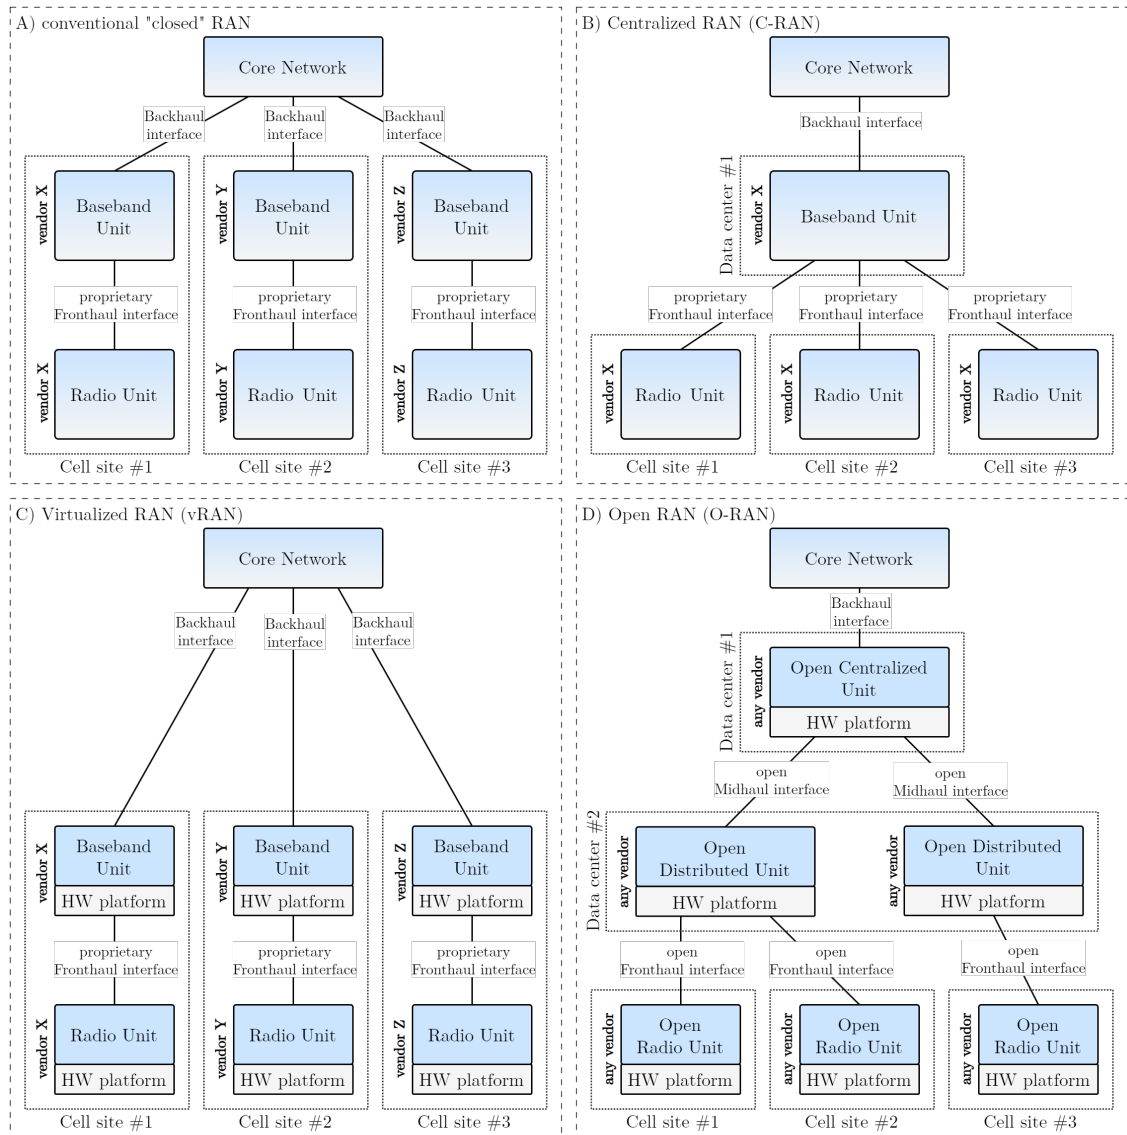 A) conventional "closed" RAN
Core Network
Backhaul
interface
Backhaul
interface
Backhaul
interface
vendor X
Baseband
Unit
vendor Y
Baseband
Unit
vendor Z
Baseband
Unit
proprietary
Fronthaul interface
proprietary
Fronthaul interface
proprietary
Fronthaul interface
vendor X
Radio Unit
vendor Y
Radio Unit
vendor Z
Radio Unit
Cell site #1
Cell site #2
Cell site #3
B) Centralized RAN (C-RAN)
Core Network
Backhaul interface
Data center #1
vendor X
Baseband Unit
proprietary
Fronthaul interface
proprietary
Fronthaul interface
proprietary
Fronthaul interface
vendor X
Radio Unit
vendor X
Radio Unit
vendor X
Radio Unit
Cell site #1
Cell site #2
Cell site #3
C) Virtualized RAN (vRAN)
Core Network
Backhaul
interface
Backhaul
interface
Backhaul
interface
vendor X
Baseband
Unit
HW platform
vendor Y
Baseband
Unit
HW platform
vendor Z
Baseband
Unit
HW platform
proprietary
Fronthaul interface
proprietary
Fronthaul interface
proprietary
Fronthaul interface
vendor X
Radio Unit
HW platform
vendor Y
Radio Unit
HW platform
vendor Z
Radio Unit
HW platform
Cell site #1
Cell site #2
Cell site #3
D) Open RAN (O-RAN)
Core Network
Backhaul
interface
Data center #1
any vendor
Open Centralized
Unit
HW platform
open
Midhaul interface
open
Midhaul interface
Data center #2
any vendor
Open
Distributed Unit
HW platform
any vendor
Open Distributed
Unit
HW platform
open
Fronthaul interface
open
Fronthaul interface
open
Fronthaul interface
any vendor
Open
Radio Unit
HW platform
any vendor
Open
Radio Unit
HW platform
any vendor
Open
Radio Unit
HW platform
Cell site #1
Cell site #2
Cell site #3